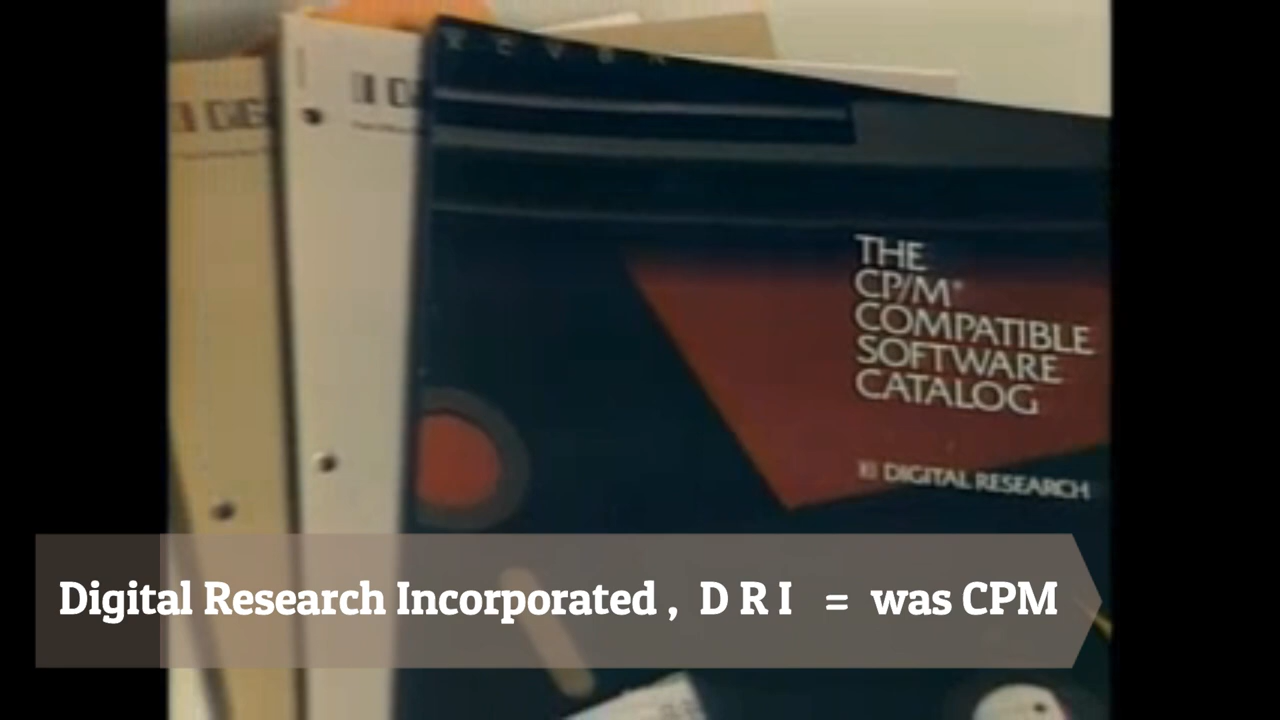 THE
CP/M®
COMPATIBLE
SOFTWARE
CATALOG
DIGITAL RESEARCH
Digital Research Incorporated , D R I = was CPM